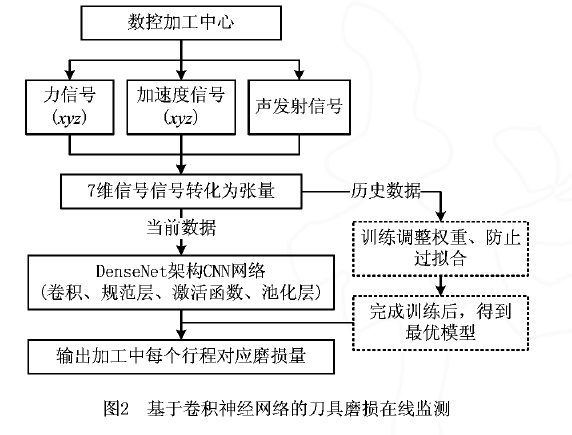 数控加工中心
力信号
(xyz)
加速度信号
(xyz)
声发射信号
7维信号信号转化为张量
历史数据
当前数据
训练调整权重、防止
过拟合
DenseNet架构CNN网络
(卷积、规范层、激活函数、池化层)
完成训练后，得到
最优模型
输出加工中每个行程对应磨损量
图2 基于卷积神经网络的刀具磨损在线监测